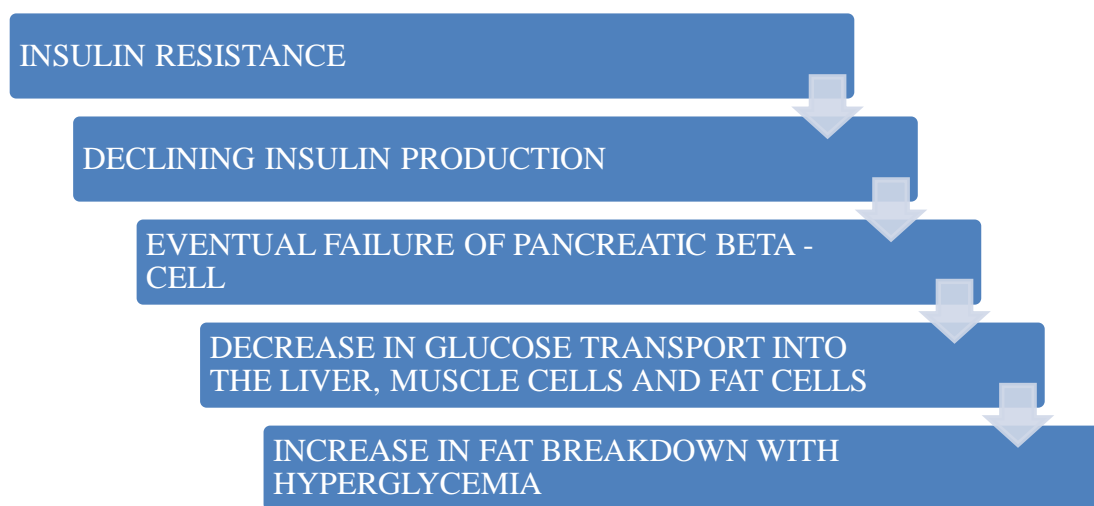 INSULIN RESISTANCE
DECLINING INSULIN PRODUCTION
EVENTUAL FAILURE OF PANCREATIC BETA -
CELL
DECREASE IN GLUCOSE TRANSPORT INTO
THE LIVER, MUSCLE CELLS AND FAT CELLS
INCREASE IN FAT BREAKDOWN WITH
HYPERGLYCEMIA